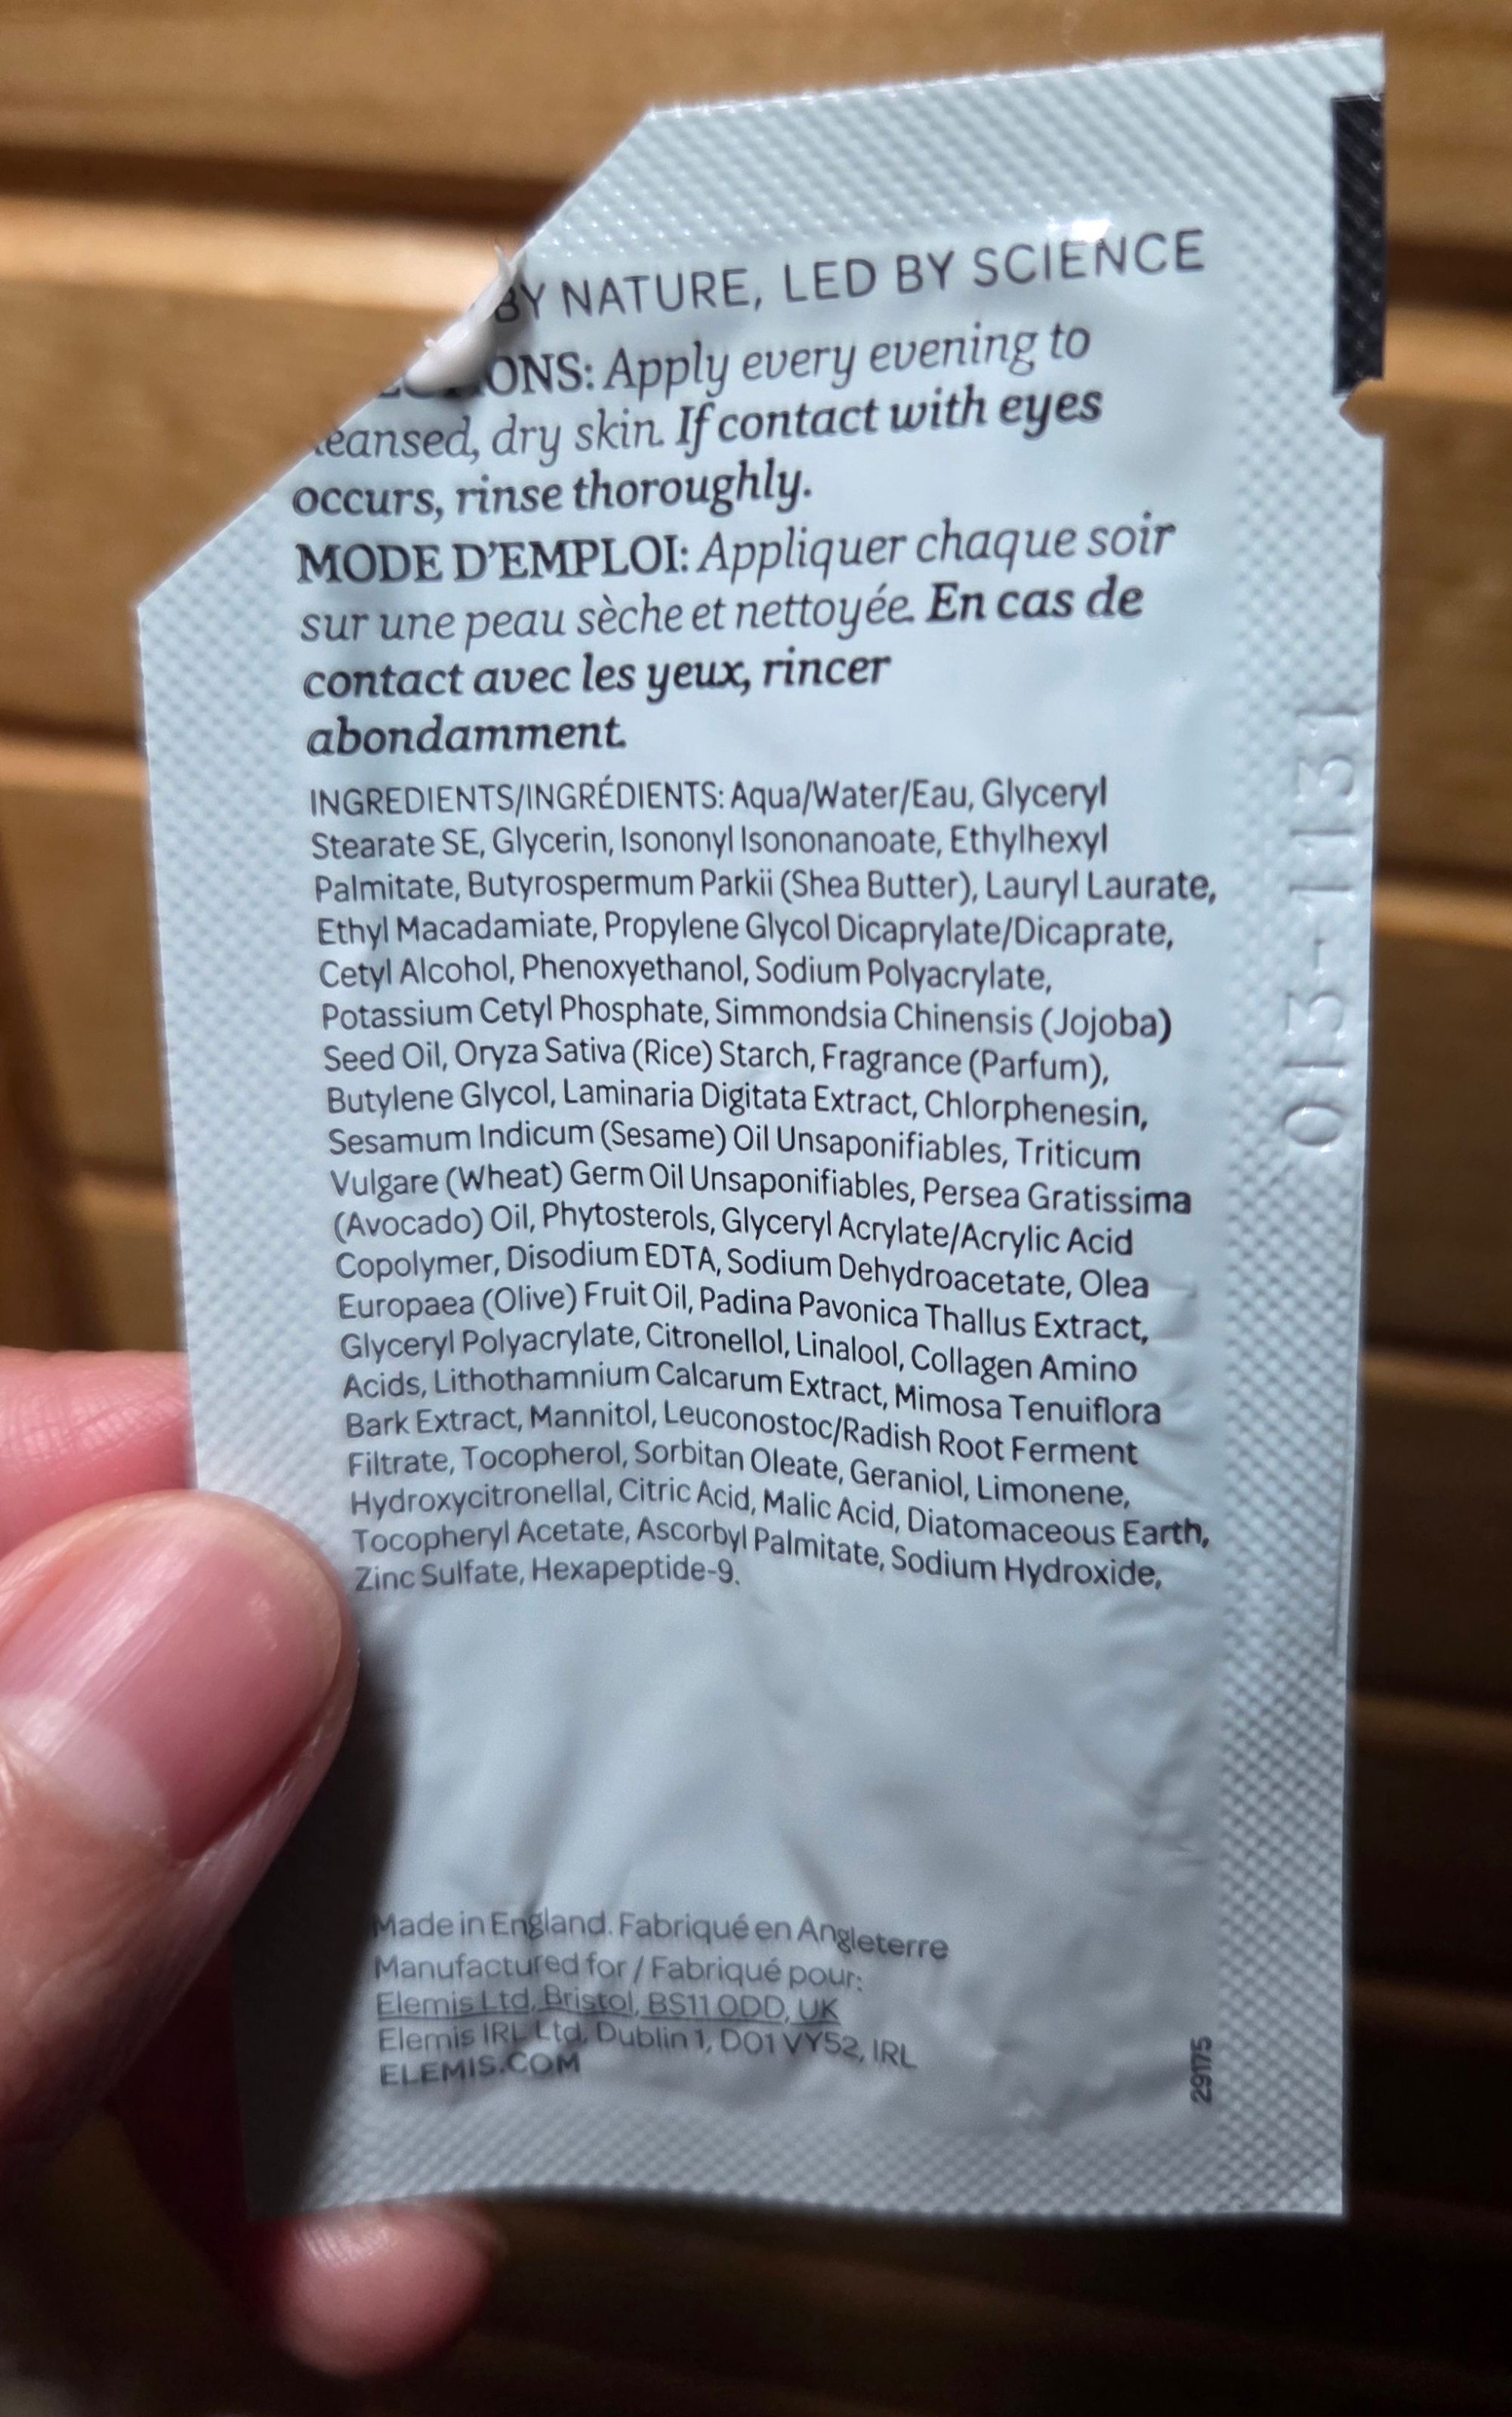 BY NATURE, LED BY SCIENCE
Apply every evening to
dry skin. If contact with eyes
occurs, rinse thoroughly.
MODE D'EMPLOI: Appliquer chaque soir
sur une peau sèche et nettoyée. En cas de
contact avec les yeux, rincer
abondamment.
INGREDIENTS/INGRÉDIENTS: Aqua/Water/Eau, Glyceryl
Stearate SE, Glycerin, Isononyl Isononanoate, Ethylhexyl
Palmitate, Butyrospermum Parkii (Shea Butter), Lauryl Laurate,
Ethyl Macadamiate, Propylene Glycol Dicaprylate/Dicaprate,
Cetyl Alcohol, Phenoxyethanol, Sodium Polyacrylate,
Potassium Cetyl Phosphate, Simmondsia Chinensis (Jojoba)
Seed Oil, Oryza Sativa (Rice) Starch, Fragrance (Parfum),
Butylene Glycol, Laminaria Digitata Extract, Chlorphenesin,
Sesamum Indicum (Sesame) Oil Unsaponifiables, Triticum
Vulgare (Wheat) Germ Oil Unsaponifiables, Persea Gratissima
(Avocado) Oil, Phytosterols, Glyceryl Acrylate/Acrylic Acid
Copolymer, Disodium EDTA, Sodium Dehydroacetate, Olea
Europaea (Olive) Fruit Oil, Padina Pavonica Thallus Extract,
Glyceryl Polyacrylate, Citronellol, Linalool, Collagen Amino
Acids, Lithothamnium Calcarum Extract, Mimosa Tenuiflora
Bark Extract, Mannitol, Leuconostoc/Radish Root Ferment
Filtrate, Tocopherol, Sorbitan Oleate, Geraniol, Limonene,
Hydroxycitronellal, Citric Acid, Malic Acid, Diatomaceous Earth,
Tocopheryl Acetate, Ascorbyl Palmitate, Sodium Hydroxide,
Zinc Sulfate, Hexapeptide-9.
Made in England. Fabriqué en Angleterre
Manufactured for / Fabriqué pour:
Elemis Ltd, Bristol, BS11 0DD, UK
Elemis IRL Ltd, Dublin 1, D01 VY52, IRL
ELEMIS.COM
29175